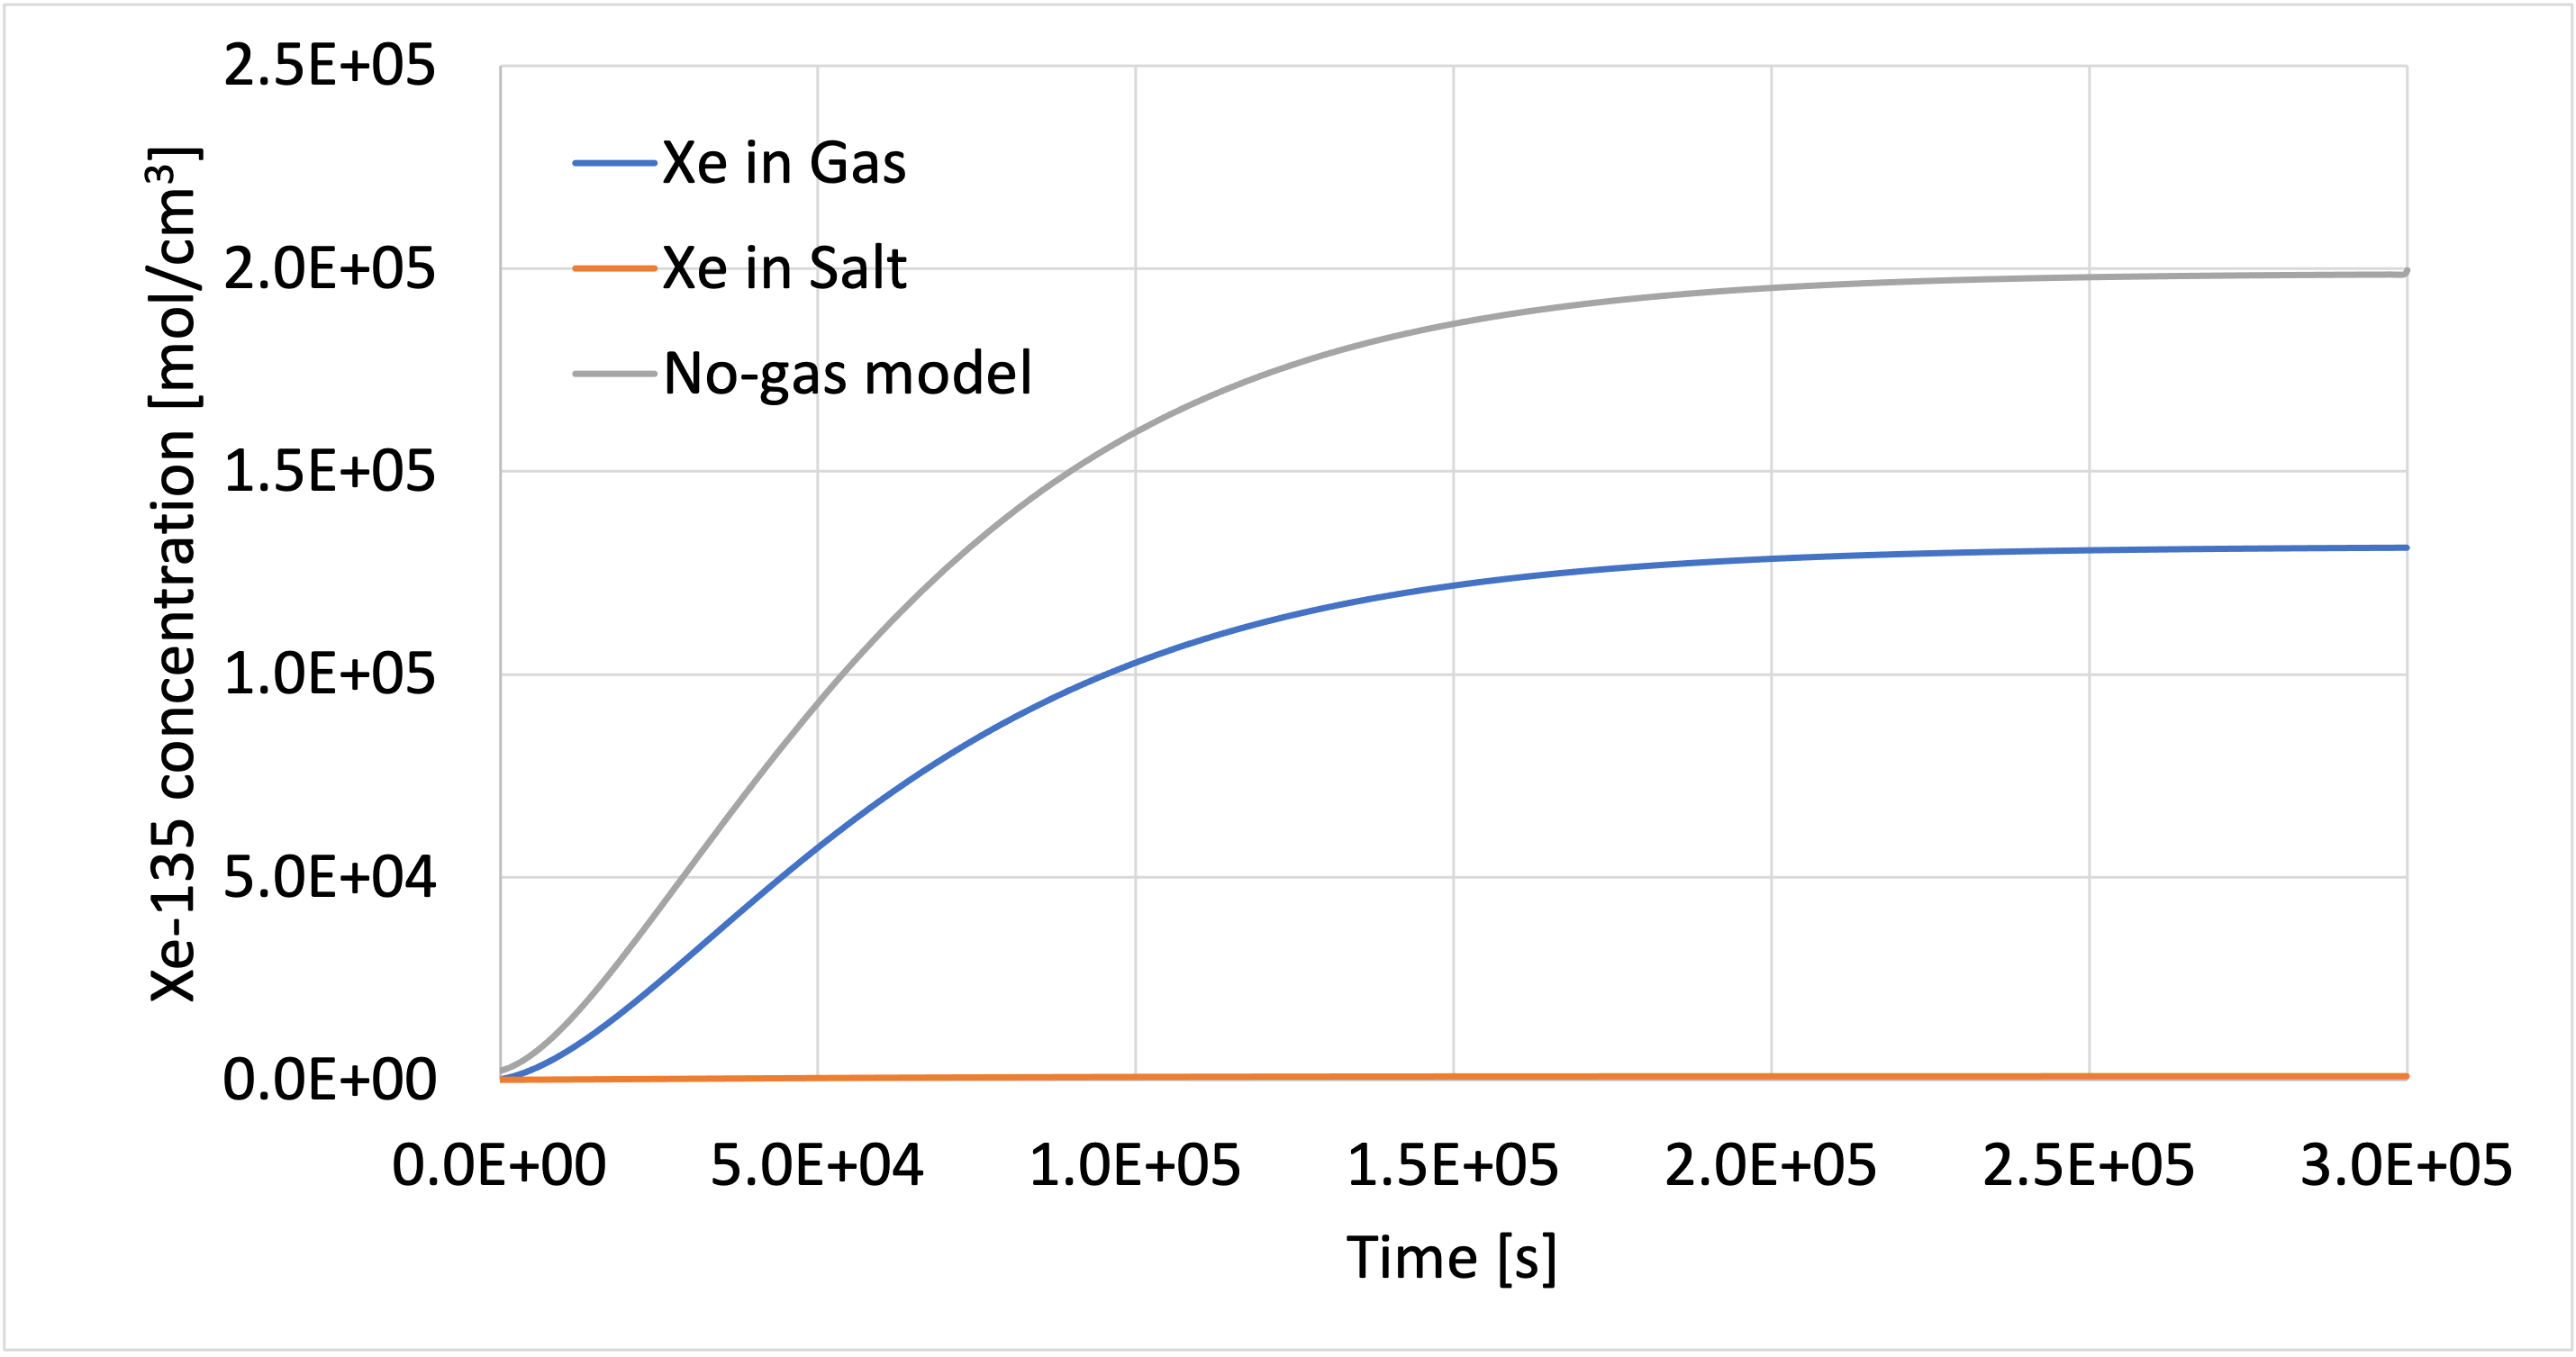 2.5E+05
2.0E+05
1.5E+05
1.0E+05
5.0E+04
0.0E+00
Xe-135 concentration [mol/cm³]
Xe in Gas
Xe in Salt
No-gas model
0.0E+00 5.0E+04 1.0E+05 1.5E+05 2.0E+05 2.5E+05 3.0E+05
Time [s]